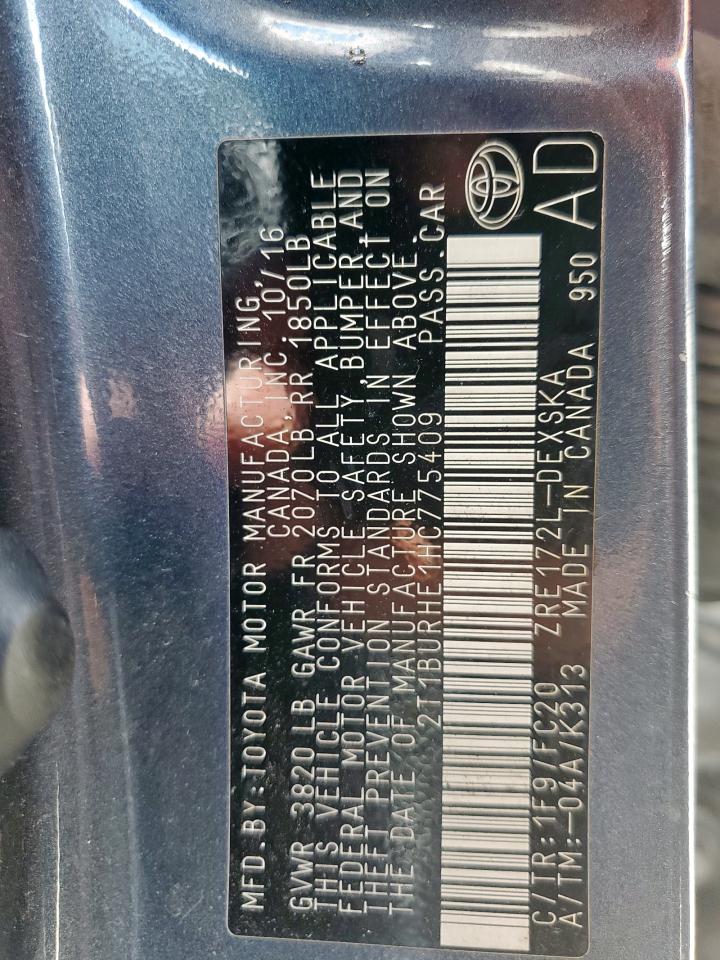 MFD.BY:TOYOTA MOTOR MANUFACTURING,
CANADA, INC. 10/16
GVWR 3820 LB GAWR FR 2070LB, RR 1850LB
THIS VEHICLE CONFORMS TO ALL APPLICABLE
FEDERAL MOTOR VEHICLE SAFETY, BUMPER,AND
THEFT PREVENTION STANDARDS IN EFFECT ON
THE DATE OF MANUFACTURE SHOWN ABOVE.
2T1BURHE1HC775409 PASS.CAR
C/TR:1F9/FC20 ZRE172L-DEXSKA
A/TM:-04A/K313 MADE IN CANADA 950
AD